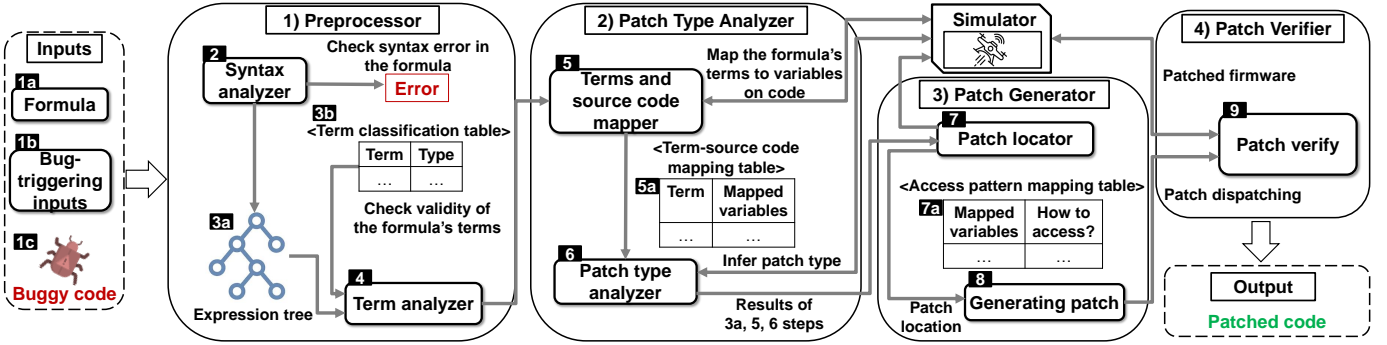 Inputs
1a
Formula
1b
Bug-
triggering
inputs
1c
Buggy code
1) Preprocessor
2
Syntax
analyzer
Check syntax error in
the formula
Error
3b
<Term classification table>
Term Type
... ...
Check validity of
the formula's terms
3a
Expression tree
4
Term analyzer
2) Patch Type Analyzer
5
Terms and
source code
mapper
Map the formula's
terms to variables
on code
<Term-source code
mapping table>
5a
Term Mapped
variables
... ...
6
Patch type
analyzer
Infer patch type
Results of
3a, 5, 6 steps
Simulator
3) Patch Generator
7
Patch locator
<Access pattern mapping table>
7a
Mapped How to
variables access?
... ...
8
Generating patch
Patch
location
4) Patch Verifier
Patched firmware
9
Patch verify
Patch dispatching
Output
Patched code